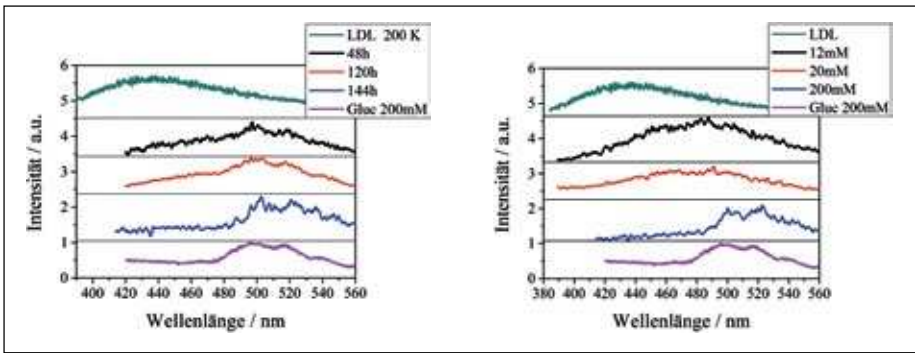 LDL 200 K
48h
120h
144h
Gluc 200mM
Intensität / a.u.
6
5
4
3
2
1
0
400 420 440 460 480 500 520 540 560
Wellenlänge / nm
LDL
12mM
20mM
200mM
Gluc 200mM
Intensität / a.u.
6
5
4
3
2
1
0
380 400 420 440 460 480 500 520 540 560
Wellenlänge / nm